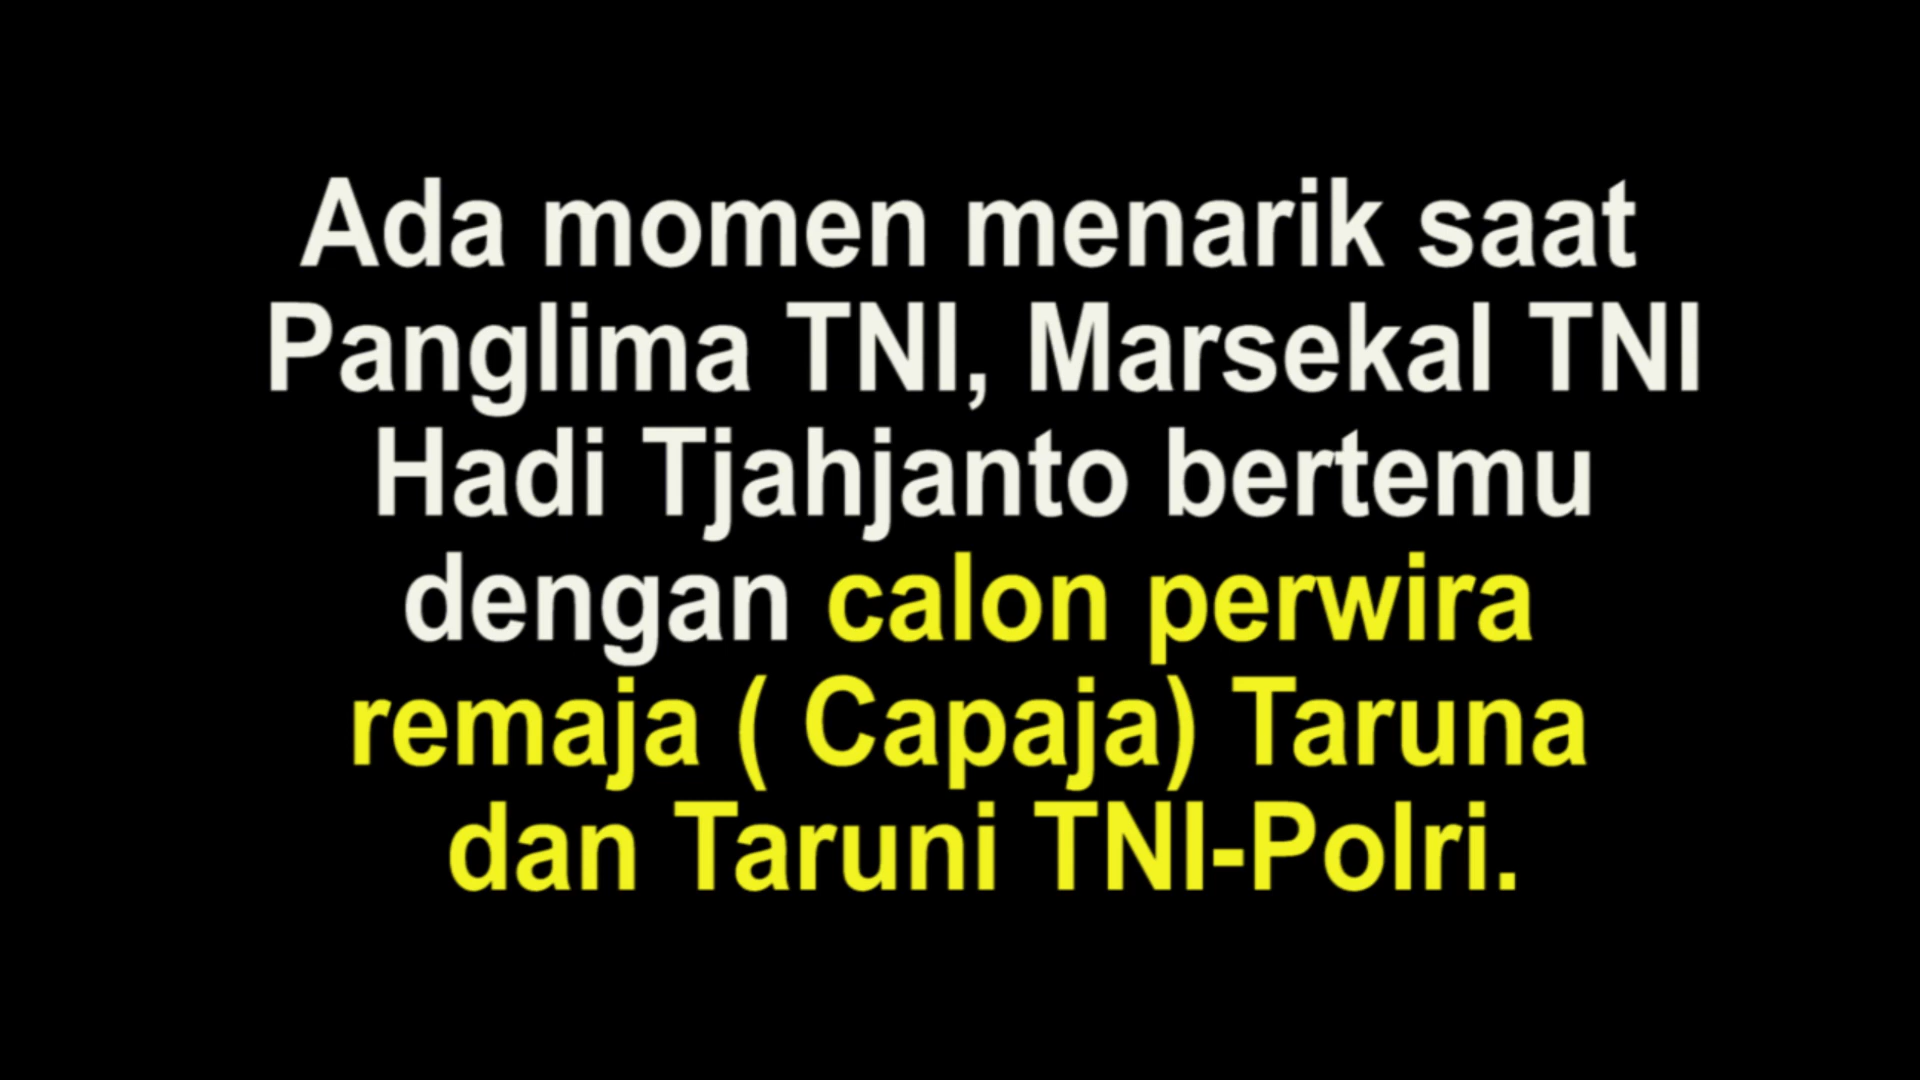 Ada momen menarik saat
Panglima TNI, Marsekal TNI
Hadi Tjahjanto bertemu
dengan calon perwira
remaja ( Capaja) Taruna
dan Taruni TNI-Polri.